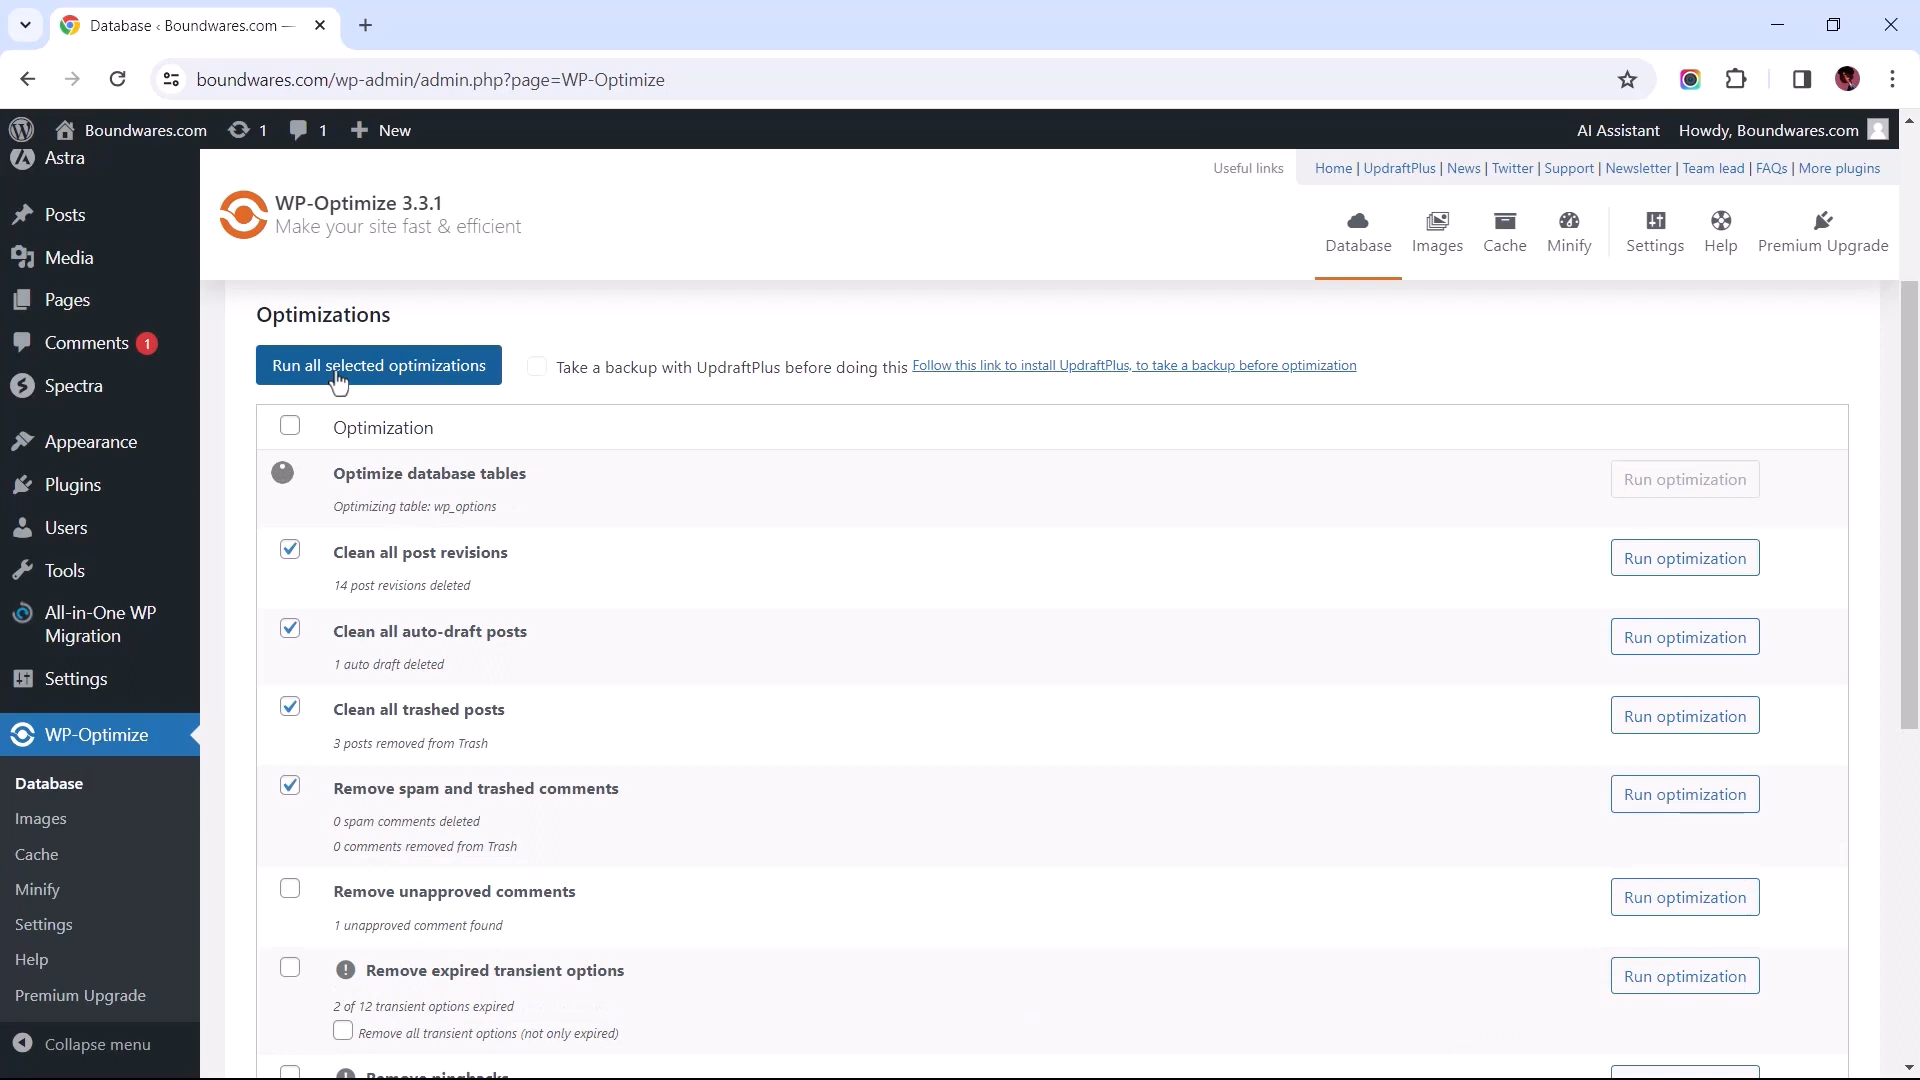 Database ‹ Boundwares.com —
boundwares.com/wp-admin/admin.php?page=WP-Optimize
Boundwares.com 1 1 New AI Assistant Howdy, Boundwares.com
Astra
Posts
Media
Pages
Comments 1
Spectra
Appearance
Plugins
Users
Tools
All-in-One WP
Migration
Settings
WP-Optimize
Database
Images
Cache
Minify
Settings
Help
Premium Upgrade
Collapse menu
Useful links Home | UpdraftPlus | News | Twitter | Support | Newsletter | Team lead | FAQs | More plugins
WP-Optimize 3.3.1
Make your site fast & efficient
Database Images Cache Minify Settings Help Premium Upgrade
Optimizations
Run all selected optimizations Take a backup with UpdraftPlus before doing this Follow this link to install UpdraftPlus, to take a backup before optimization
Optimization
Optimize database tables Run optimization
Optimizing table: wp_options
Clean all post revisions Run optimization
14 post revisions deleted
Clean all auto-draft posts Run optimization
1 auto draft deleted
Clean all trashed posts Run optimization
3 posts removed from Trash
Remove spam and trashed comments Run optimization
0 spam comments deleted
0 comments removed from Trash
Remove unapproved comments Run optimization
1 unapproved comment found
Remove expired transient options Run optimization
2 of 12 transient options expired
Remove all transient options (not only expired)
Remove pingbacks